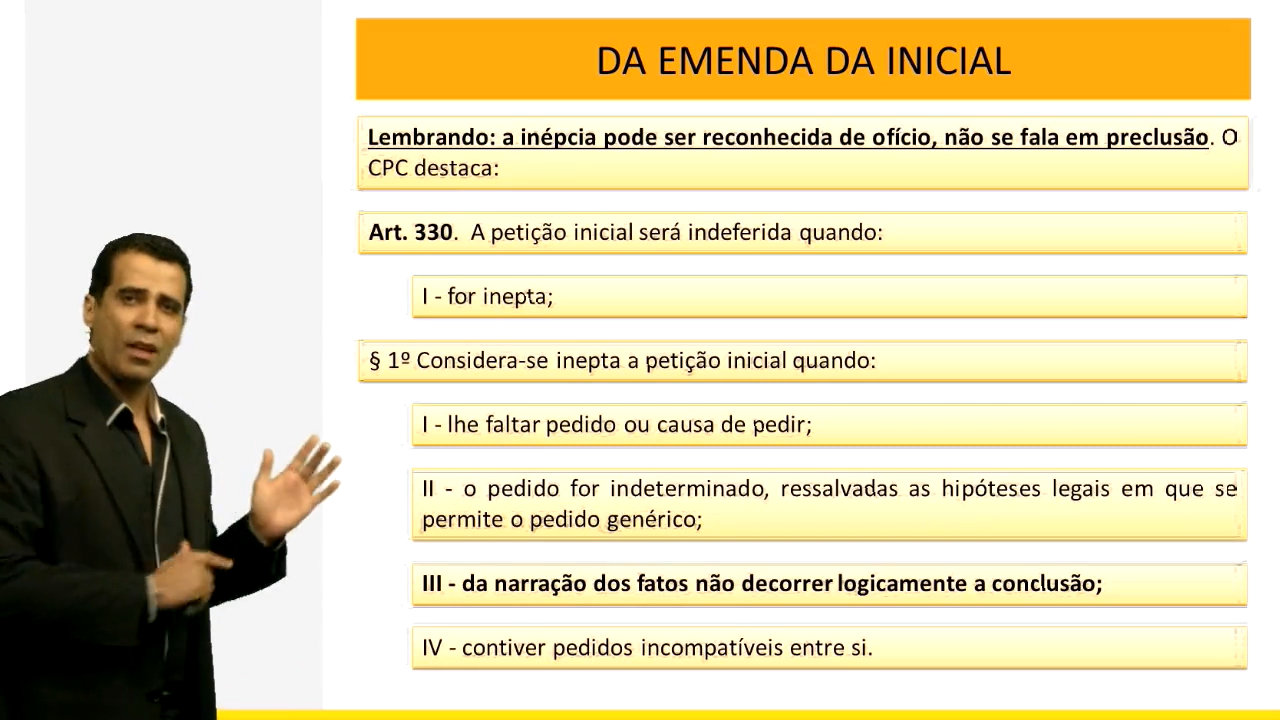 DA EMENDA DA INICIAL
Lembrando: a inépcia pode ser reconhecida de ofício, não se fala em preclusão. O
CPC destaca:
Art. 330. A petição inicial será indeferida quando:
I - for inepta;
§ 1º Considera-se inepta a petição inicial quando:
I - lhe faltar pedido ou causa de pedir;
II - o pedido for indeterminado, ressalvadas as hipóteses legais em que se
permite o pedido genérico;
III - da narração dos fatos não decorrer logicamente a conclusão;
IV - contiver pedidos incompatíveis entre si.